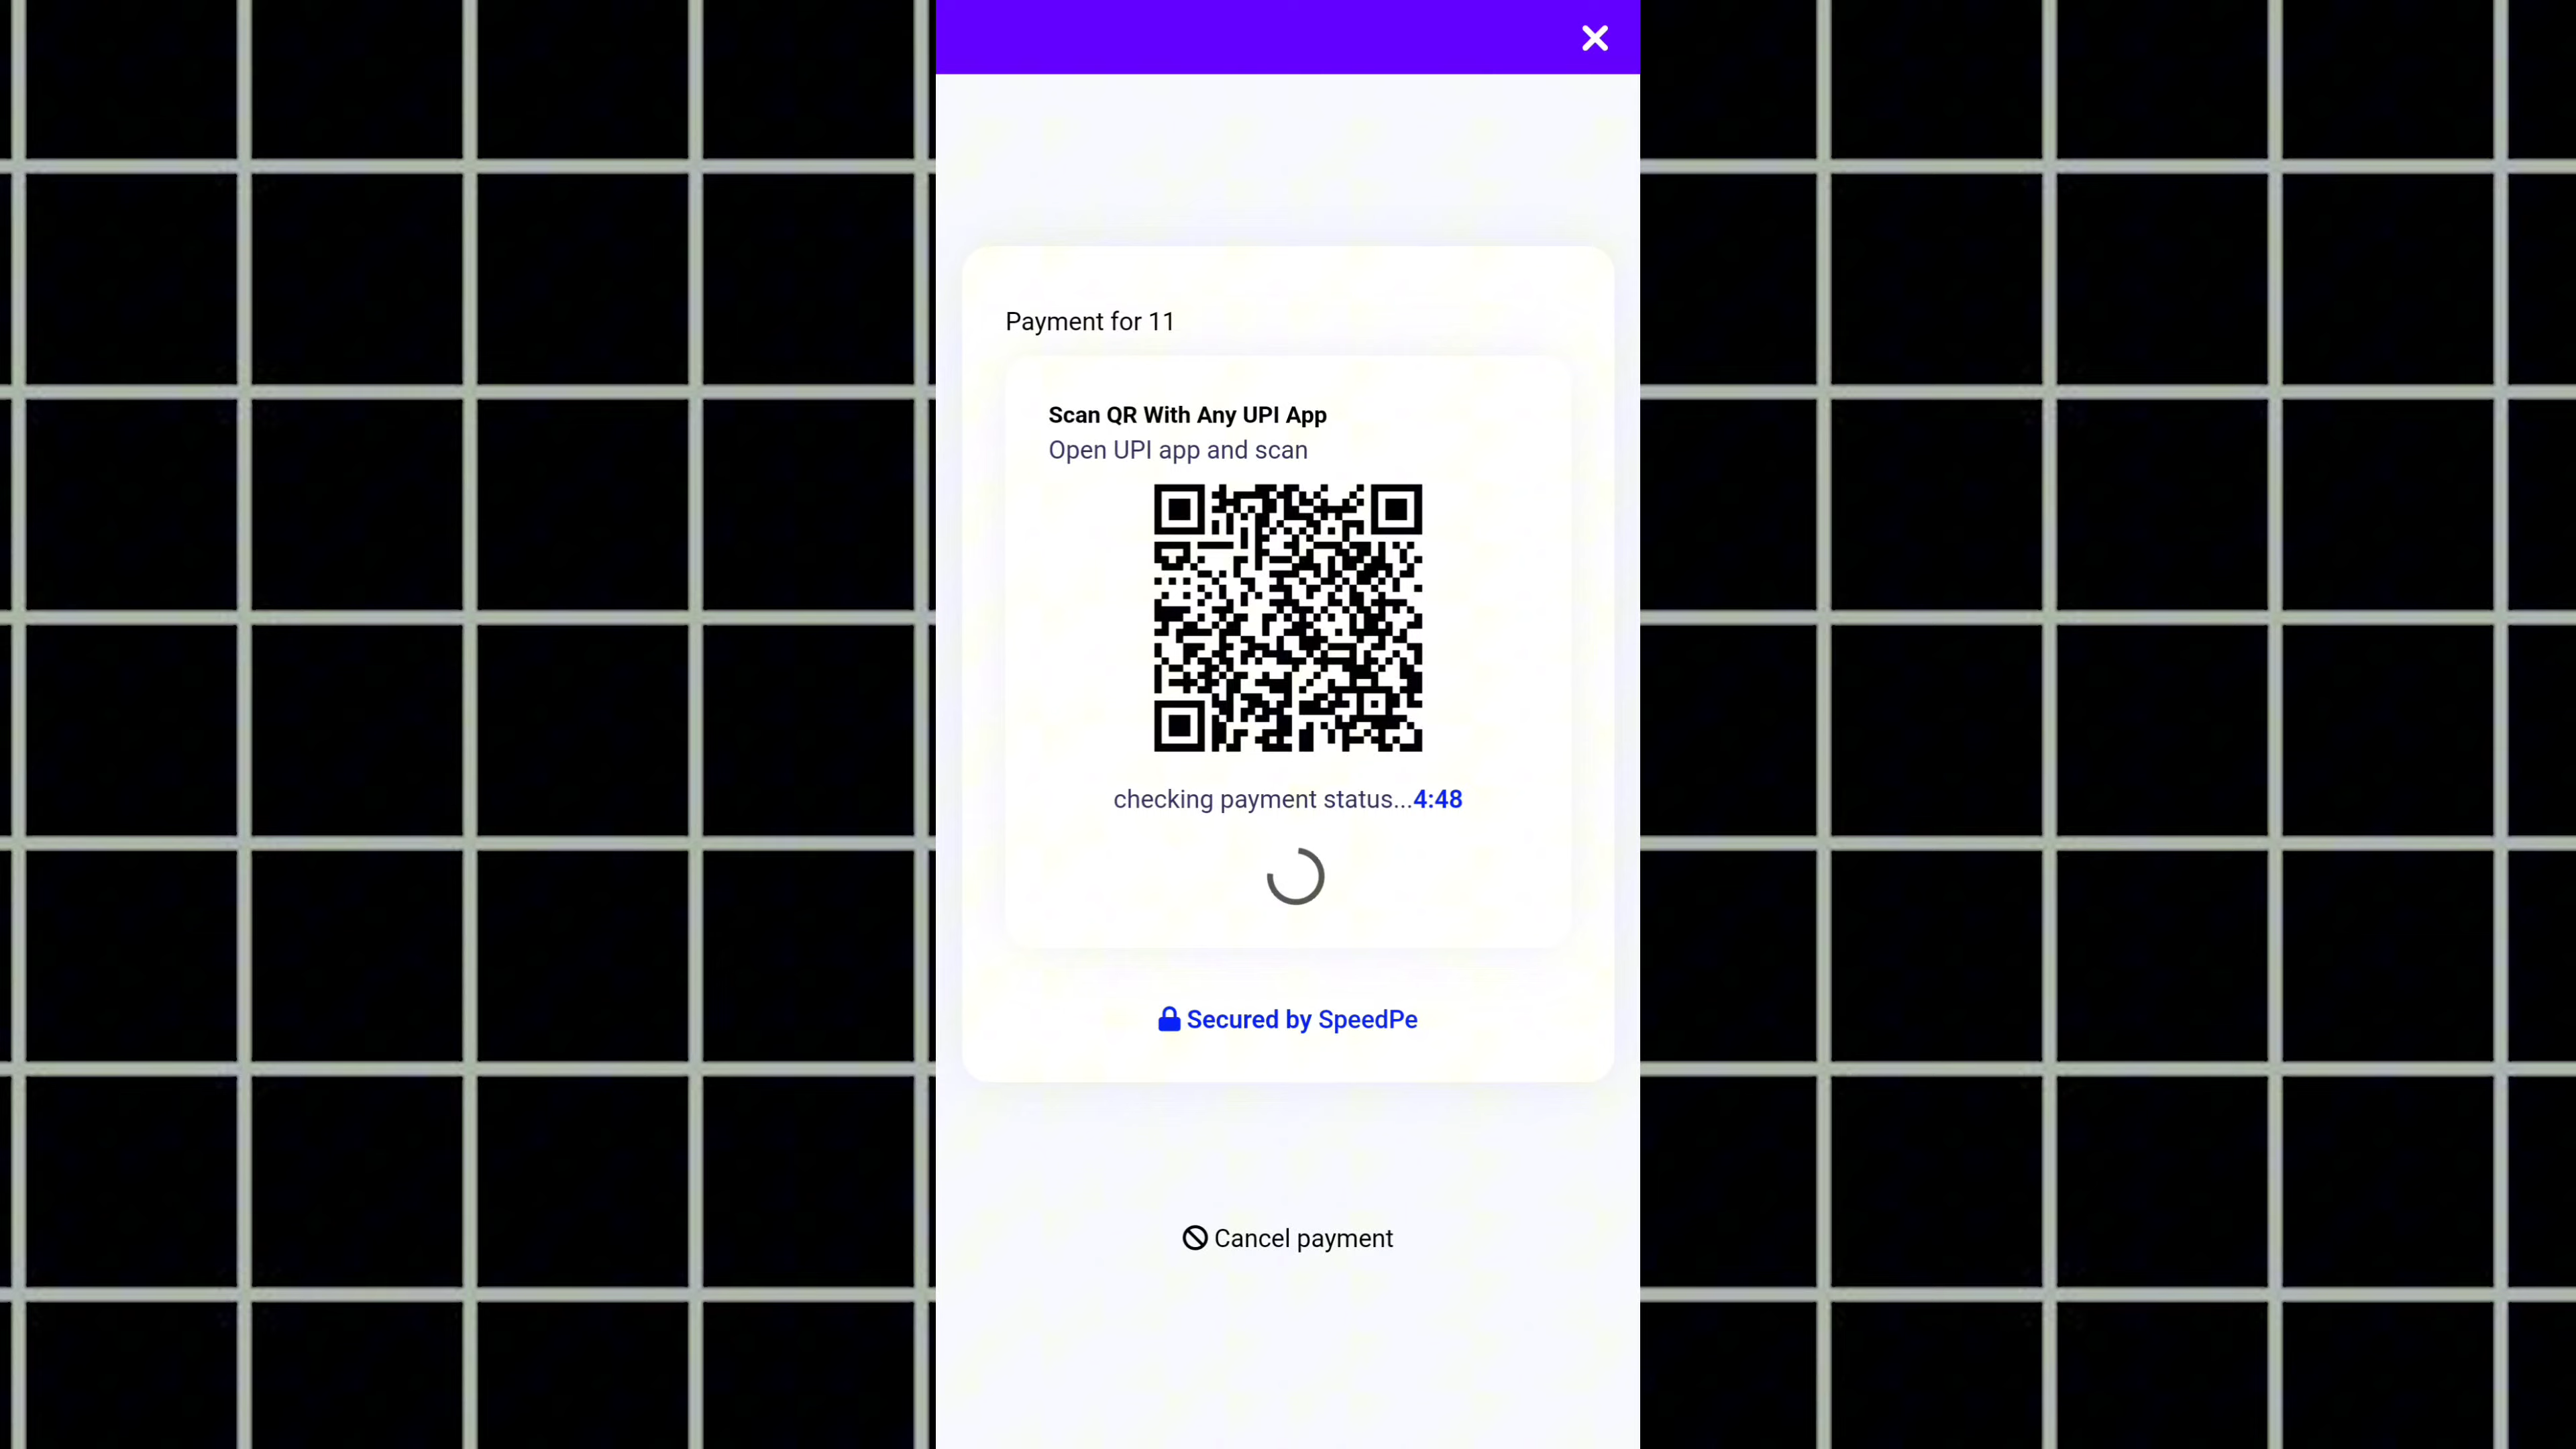 Payment for 11
Scan QR With Any UPI App
Open UPI app and scan
checking payment status...4:48
Secured by SpeedPe
Cancel payment